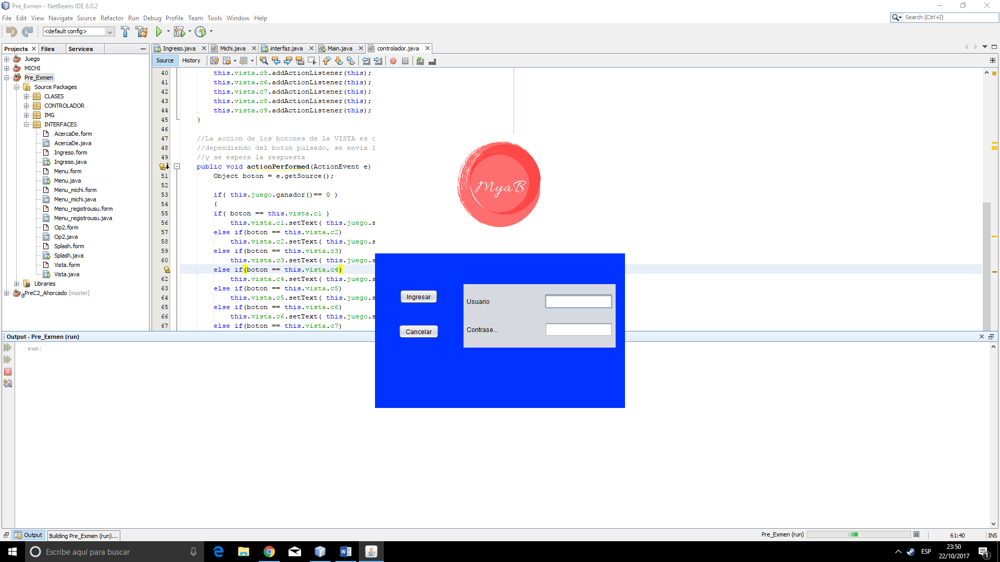 Pre_Exmen - NetBeans IDE 8.0.2
File Edit View Navigate Source Refactor Run Debug Profile Team Tools Window Help
Search (Ctrl+I)
<default config>
Projects Files Services
Ingreso.java Michi.java interfaz.java Main.java controlador.java
Source History
Juego
MICHI
Pre_Exmen
Source Packages
CLASES
CONTROLADOR
IMG
INTERFACES
AcercaDe.form
AcercaDe.java
Ingreso.form
Ingreso.java
Menu.form
Menu.java
Menu_michi.form
Menu_michi.java
Menu_registrousu.form
Menu_registrousu.java
Op2.form
Op2.java
Splash.form
Splash.java
Vista.form
Vista.java
Libraries
PreC2_Ahorcado [master]
40 this.vista.c5.addActionListener(this);
41 this.vista.c6.addActionListener(this);
42 this.vista.c7.addActionListener(this);
43 this.vista.c8.addActionListener(this);
44 this.vista.c9.addActionListener(this);
45 }
46
47 //La accion de los botones de la VISTA es c
48 //dependiendo del boton pulsado, se envia l
49 //y se espera la respuesta
public void actionPerformed(ActionEvent e)
51 Object boton = e.getSource();
52
53 if( this.juego.ganador()== 0 )
54 {
55 if( boton == this.vista.c1 )
56 this.vista.c1.setText( this.juego.s
57 else if(boton == this.vista.c2)
58 this.vista.c2.setText( this.juego.s
59 else if(boton == this.vista.c3)
60 this.vista.c3.setText( this.juego.s
else if(boton == this.vista.c4)
62 this.vista.c4.setText( this.juego.s
63 else if(boton == this.vista.c5)
64 this.vista.c5.setText( this.juego.s
65 else if(boton == this.vista.c6)
66 this.vista.c6.setText( this.juego.s
67 else if(boton == this.vista.c7)
MyaB
Ingresar
Cancelar
Usuario
Contrase...
Output - Pre_Exmen (run)
run:
Output Building Pre_Exmen (run)...
Pre_Exmen (run)
61:40 INS
Escribe aquí para buscar
ESP
23:50
22/10/2017
1